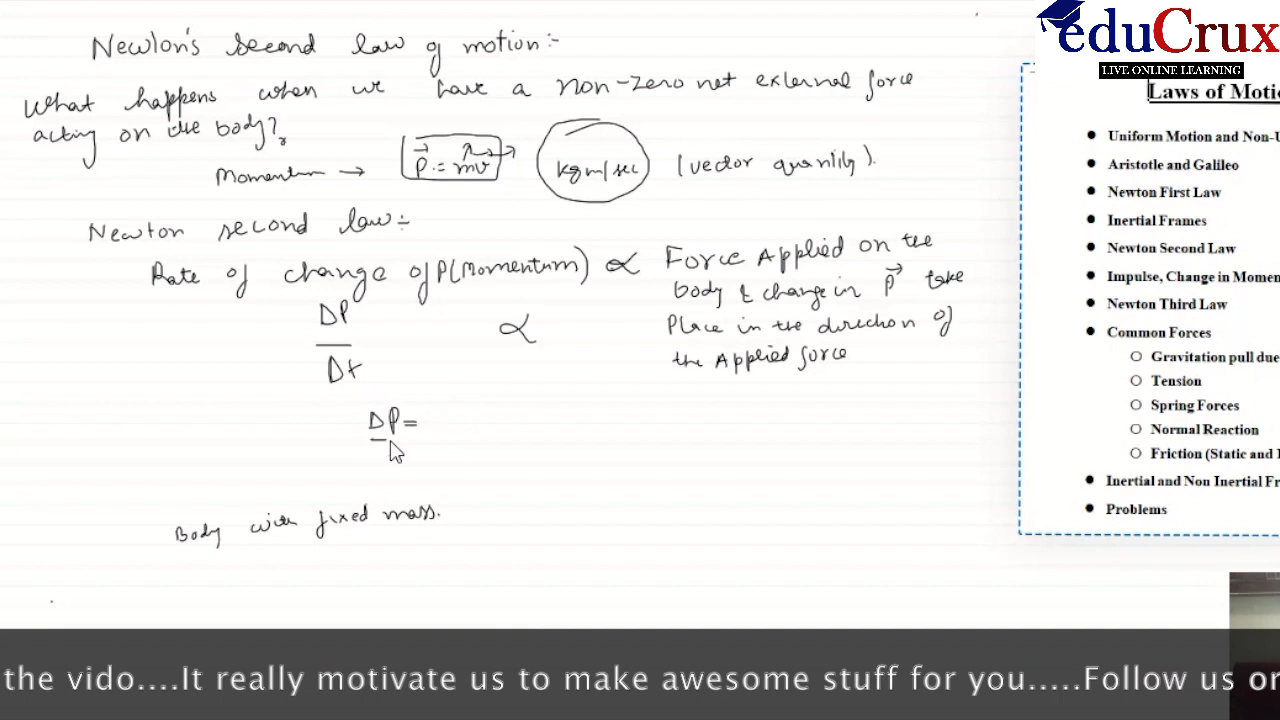 Newton's second law of motion:-
What happens when we have a non-zero net external force
acting on the body?
Momentum → P = mv kgm/sec (vector quantity).
Newton second law:-
Rate of change of P(Momentum) ∝ Force Applied on the
body & change in P take
ΔP / Δt ∝ Place in the direction of
the Applied force
ΔP =
Body with fixed mass.
eduCrux
LIVE ONLINE LEARNING
Laws of Motio
Uniform Motion and Non-U
Aristotle and Galileo
Newton First Law
Inertial Frames
Newton Second Law
Impulse, Change in Momen
Newton Third Law
Common Forces
Gravitation pull due
Tension
Spring Forces
Normal Reaction
Friction (Static and
Inertial and Non Inertial Fr
Problems
the vido....It really motivate us to make awesome stuff for you.....Follow us or